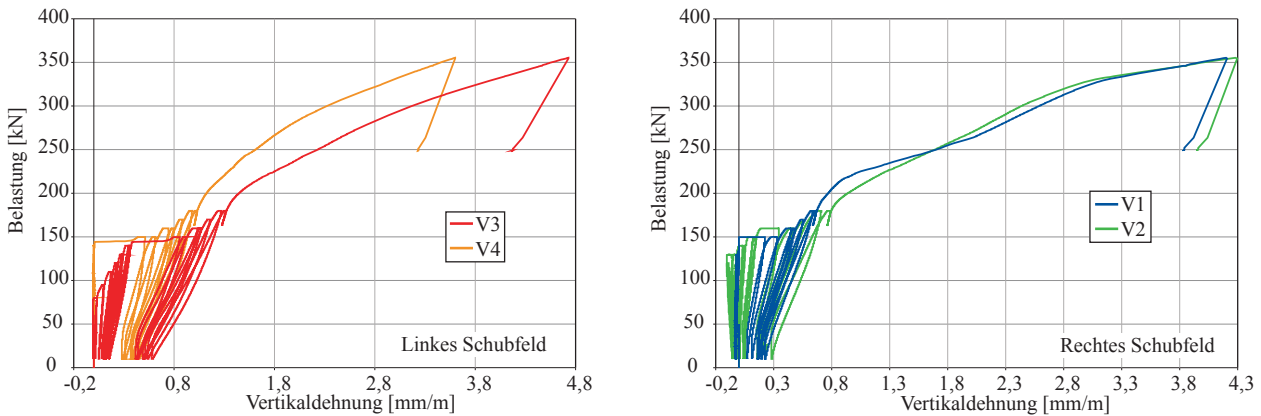 400
350
300
250
200
150
100
50
0
Belastung [kN]
V3
V4
Linkes Schubfeld
-0,2 0,8 1,8 2,8 3,8 4,8
Vertikaldehnung [mm/m]
400
350
300
250
200
150
100
50
0
Belastung [kN]
V1
V2
Rechtes Schubfeld
-0,2 0,3 0,8 1,3 1,8 2,3 2,8 3,3 3,8 4,3
Vertikaldehnung [mm/m]